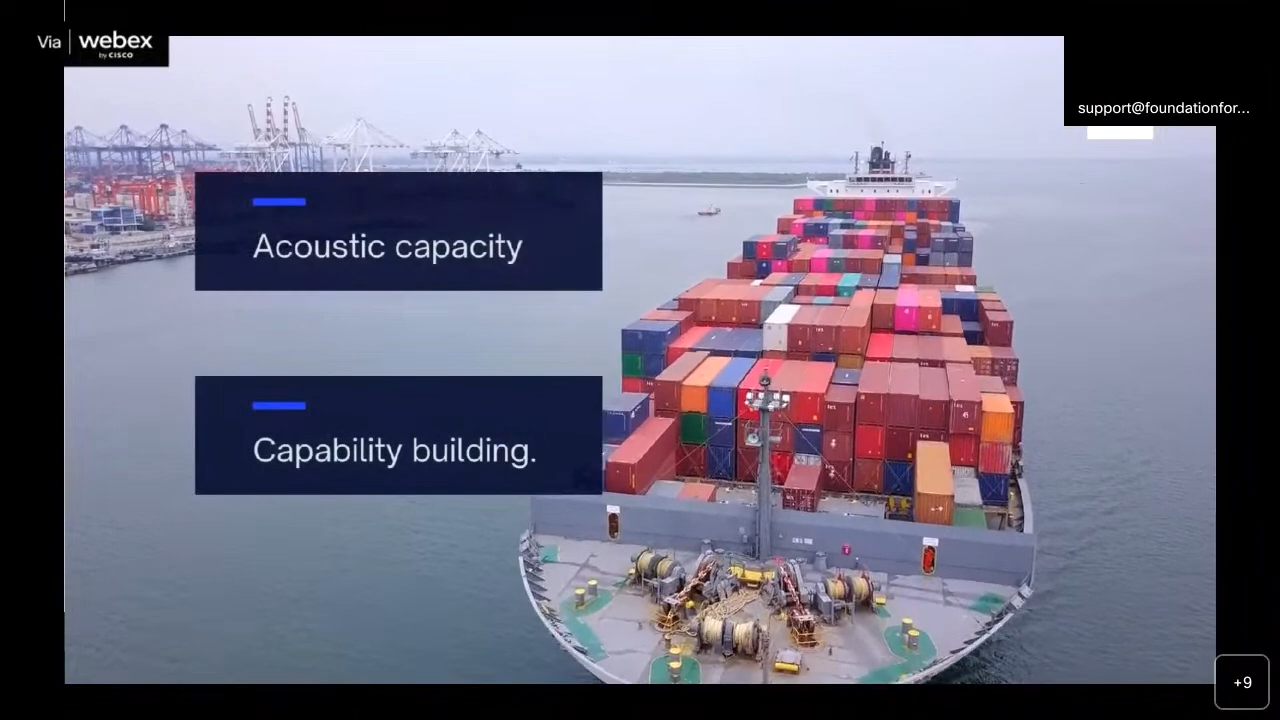 Via
webex
by CISCO
support@foundationfor...
Acoustic capacity
Capability building.
+9